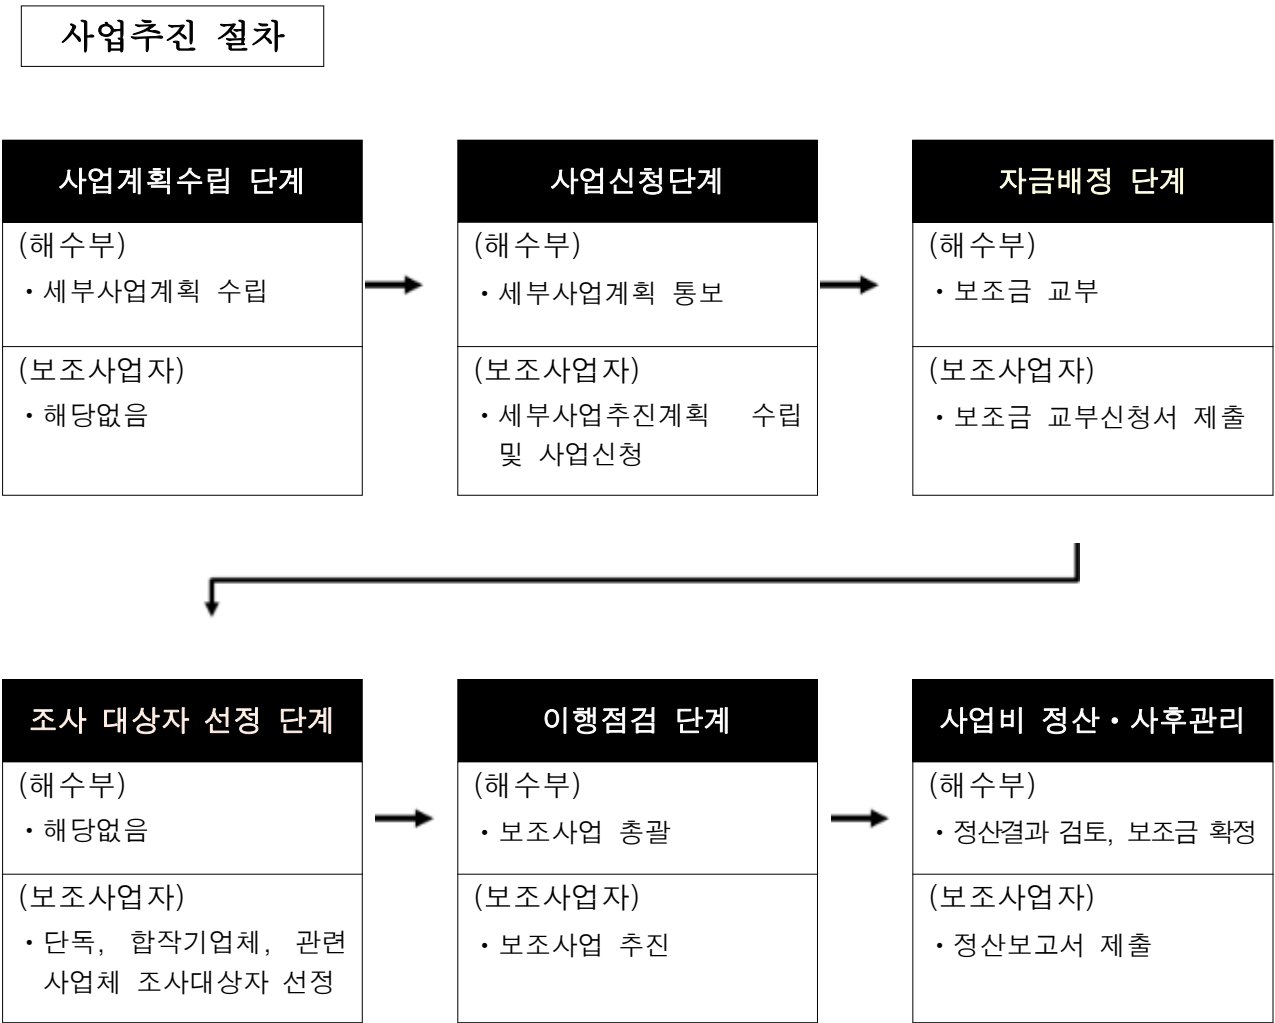 사업추진 절차
사업계획수립 단계
(해수부)
・세부사업계획 수립
(보조사업자)
・해당없음
사업신청단계
(해수부)
・세부사업계획 통보
(보조사업자)
・세부사업추진계획 수립
및 사업신청
자금배정 단계
(해수부)
・보조금 교부
(보조사업자)
・보조금 교부신청서 제출
조사 대상자 선정 단계
(해수부)
・해당없음
(보조사업자)
・단독, 합작기업체, 관련
사업체 조사대상자 선정
이행점검 단계
(해수부)
・보조사업 총괄
(보조사업자)
・보조사업 추진
사업비 정산・사후관리
(해수부)
・정산결과 검토, 보조금 확정
(보조사업자)
・정산보고서 제출